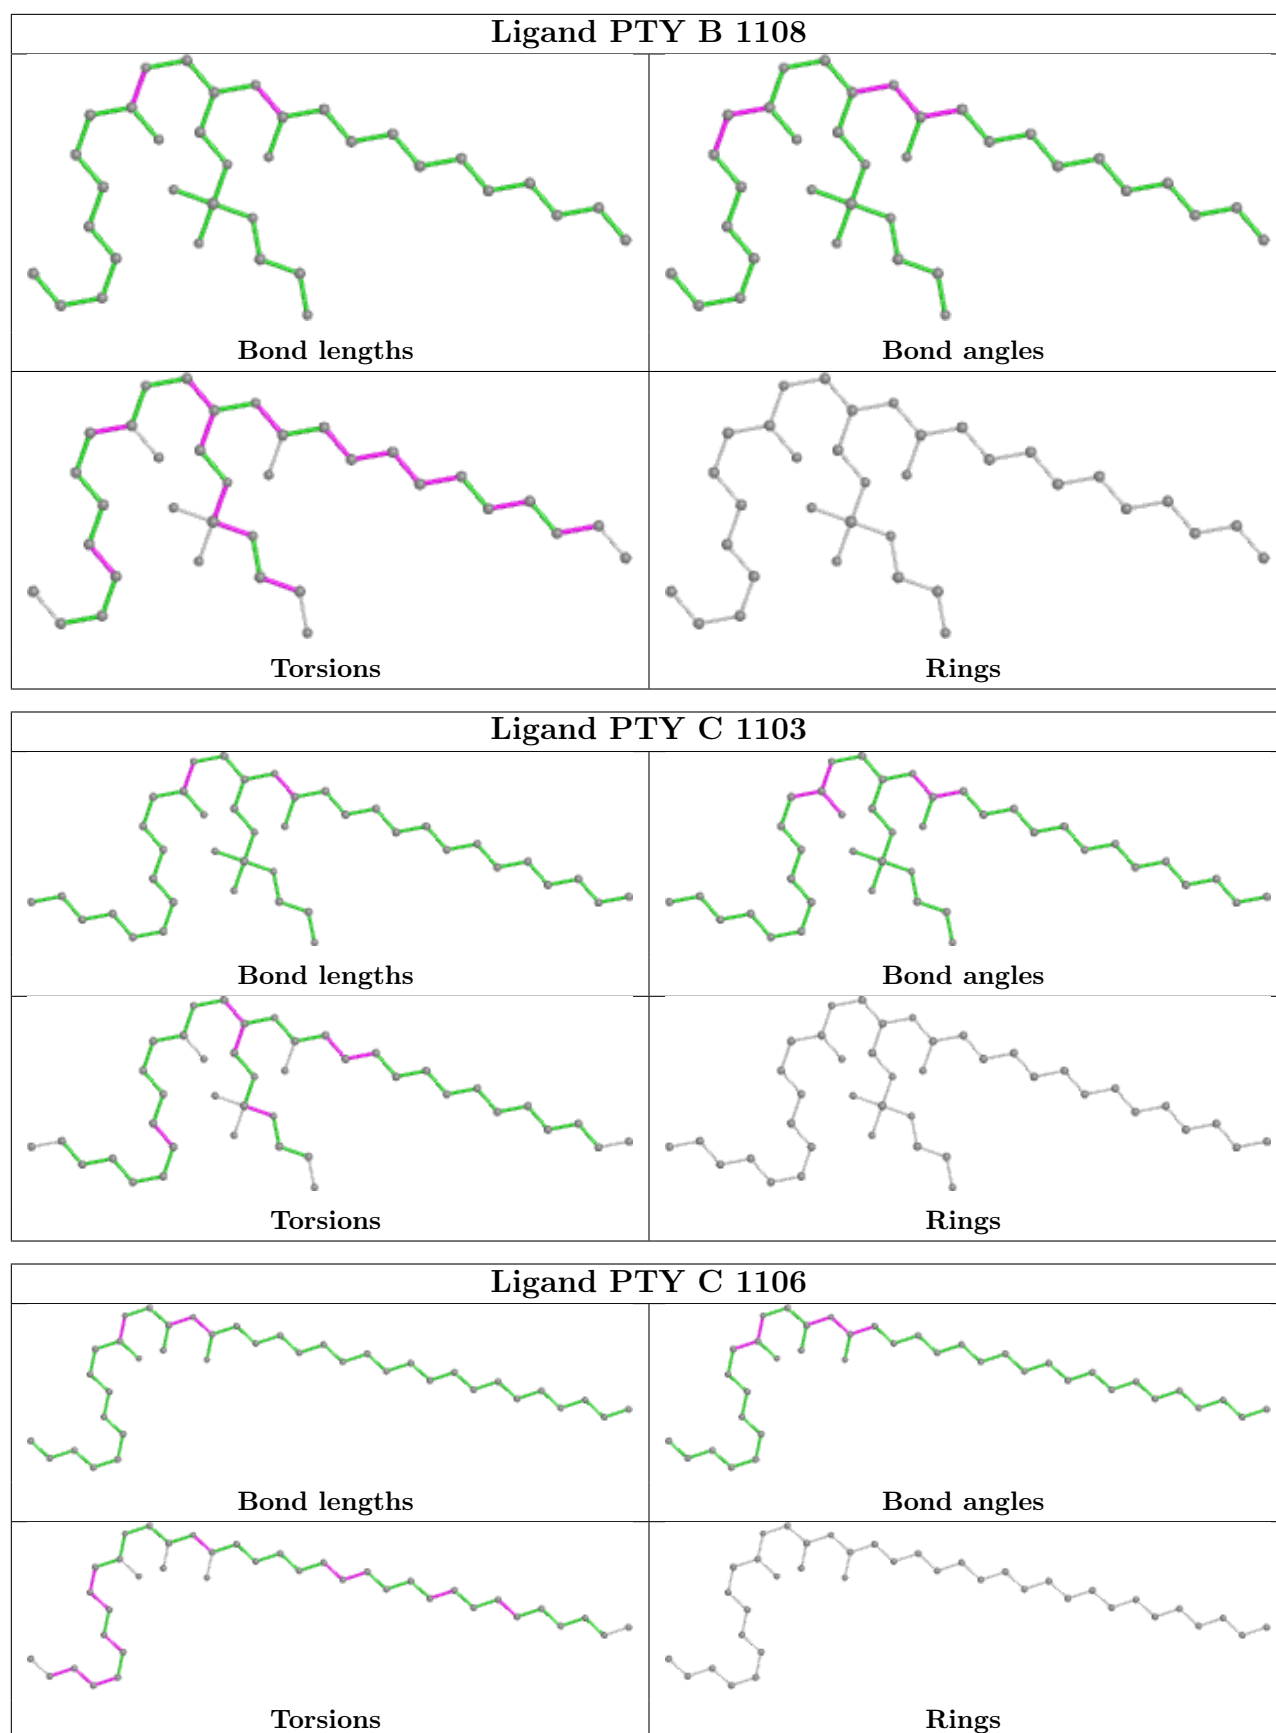 Ligand PTY B 1108
Bond lengths
Bond angles
Torsions
Rings
Ligand PTY C 1103
Bond lengths
Bond angles
Torsions
Rings
Ligand PTY C 1106
Bond lengths
Bond angles
Torsions
Rings